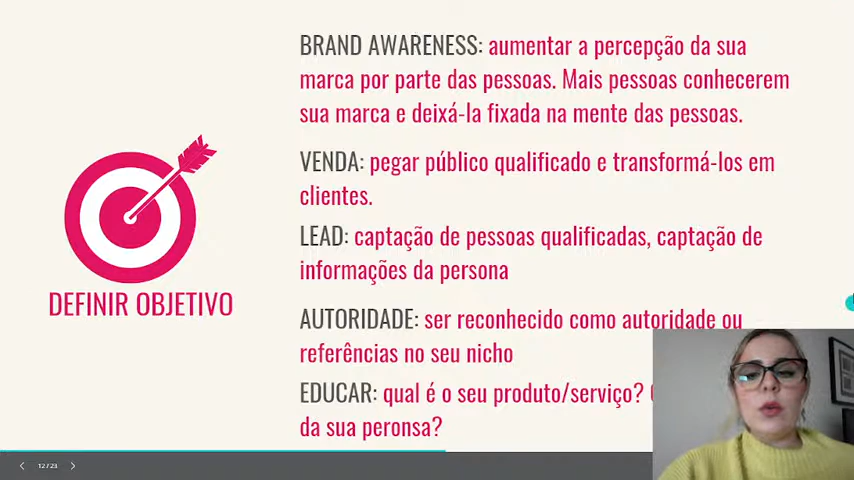 BRAND AWARENESS: aumentar a percepção da sua
marca por parte das pessoas. Mais pessoas conhecerem
sua marca e deixá-la fixada na mente das pessoas.
VENDA: pegar público qualificado e transformá-los em
clientes.
LEAD: captação de pessoas qualificadas, captação de
informações da persona
DEFINIR OBJETIVO
AUTORIDADE: ser reconhecido como autoridade ou
referências no seu nicho
EDUCAR: qual é o seu produto/serviço?
da sua peronsa?
12/23